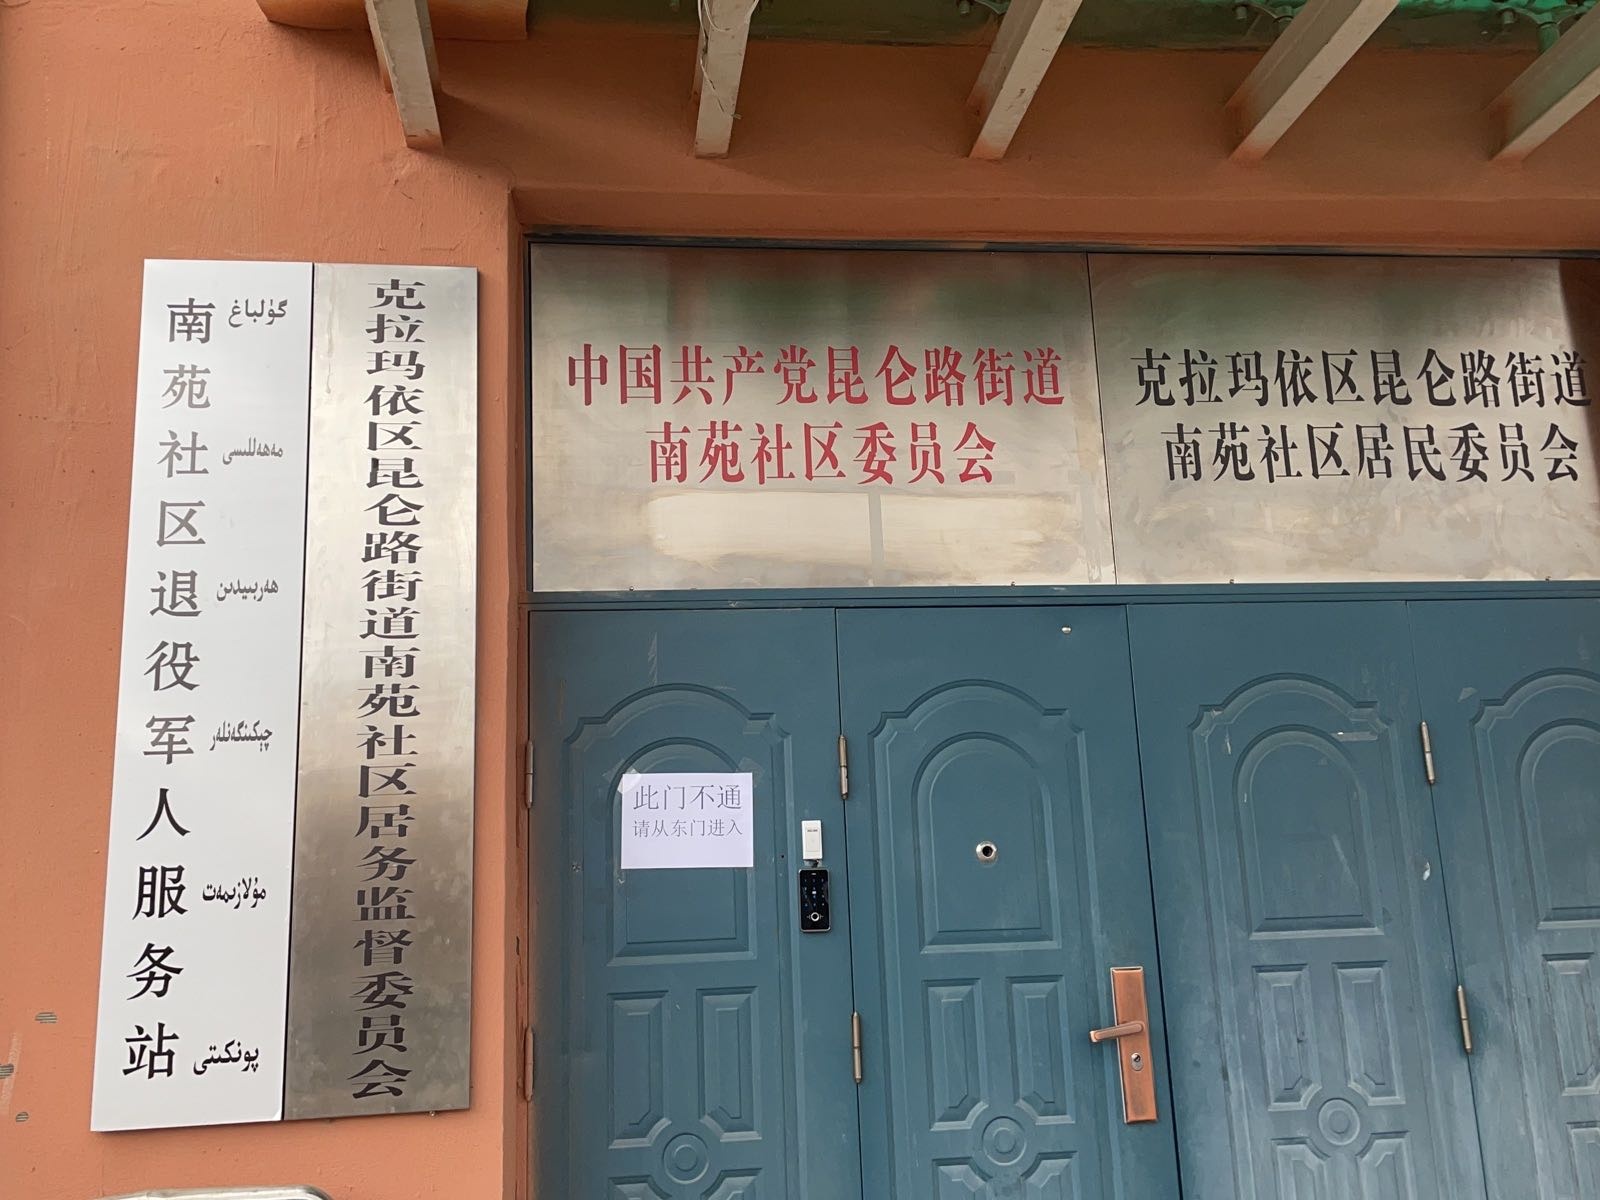 南苑社区退役军人服务站
گۈلباغ
مەھەللىسى
ھەربىيدىن
چېكىنگەنلەر
مۇلازىمەت
پونكىتى
克拉玛依区昆仑路街道南苑社区居务监督委员会
中国共产党昆仑路街道
南苑社区委员会
克拉玛依区昆仑路街道
南苑社区居民委员会
此门不通
请从东门进入